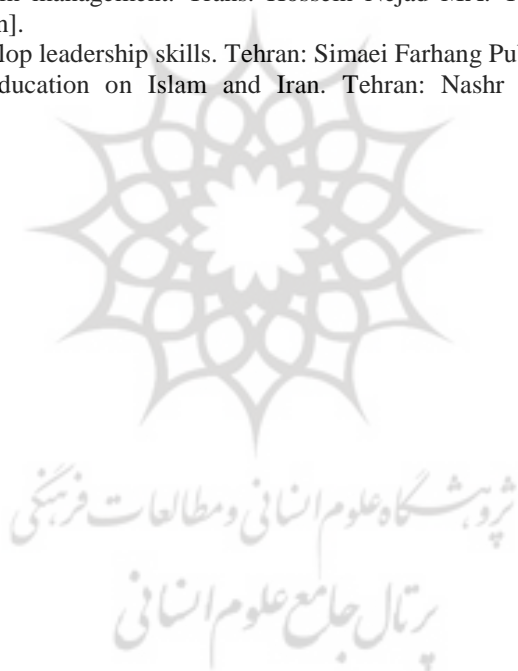 management. Trans. Hossein Nejad MA.
n].
lop leadership skills. Tehran: Simaei Farhang Pu
ducation on Islam and Iran. Tehran: Nashr
پژوهشگاه علوم انسانی و مطالعات فرهنگی
پرتال جامع علوم انسانی